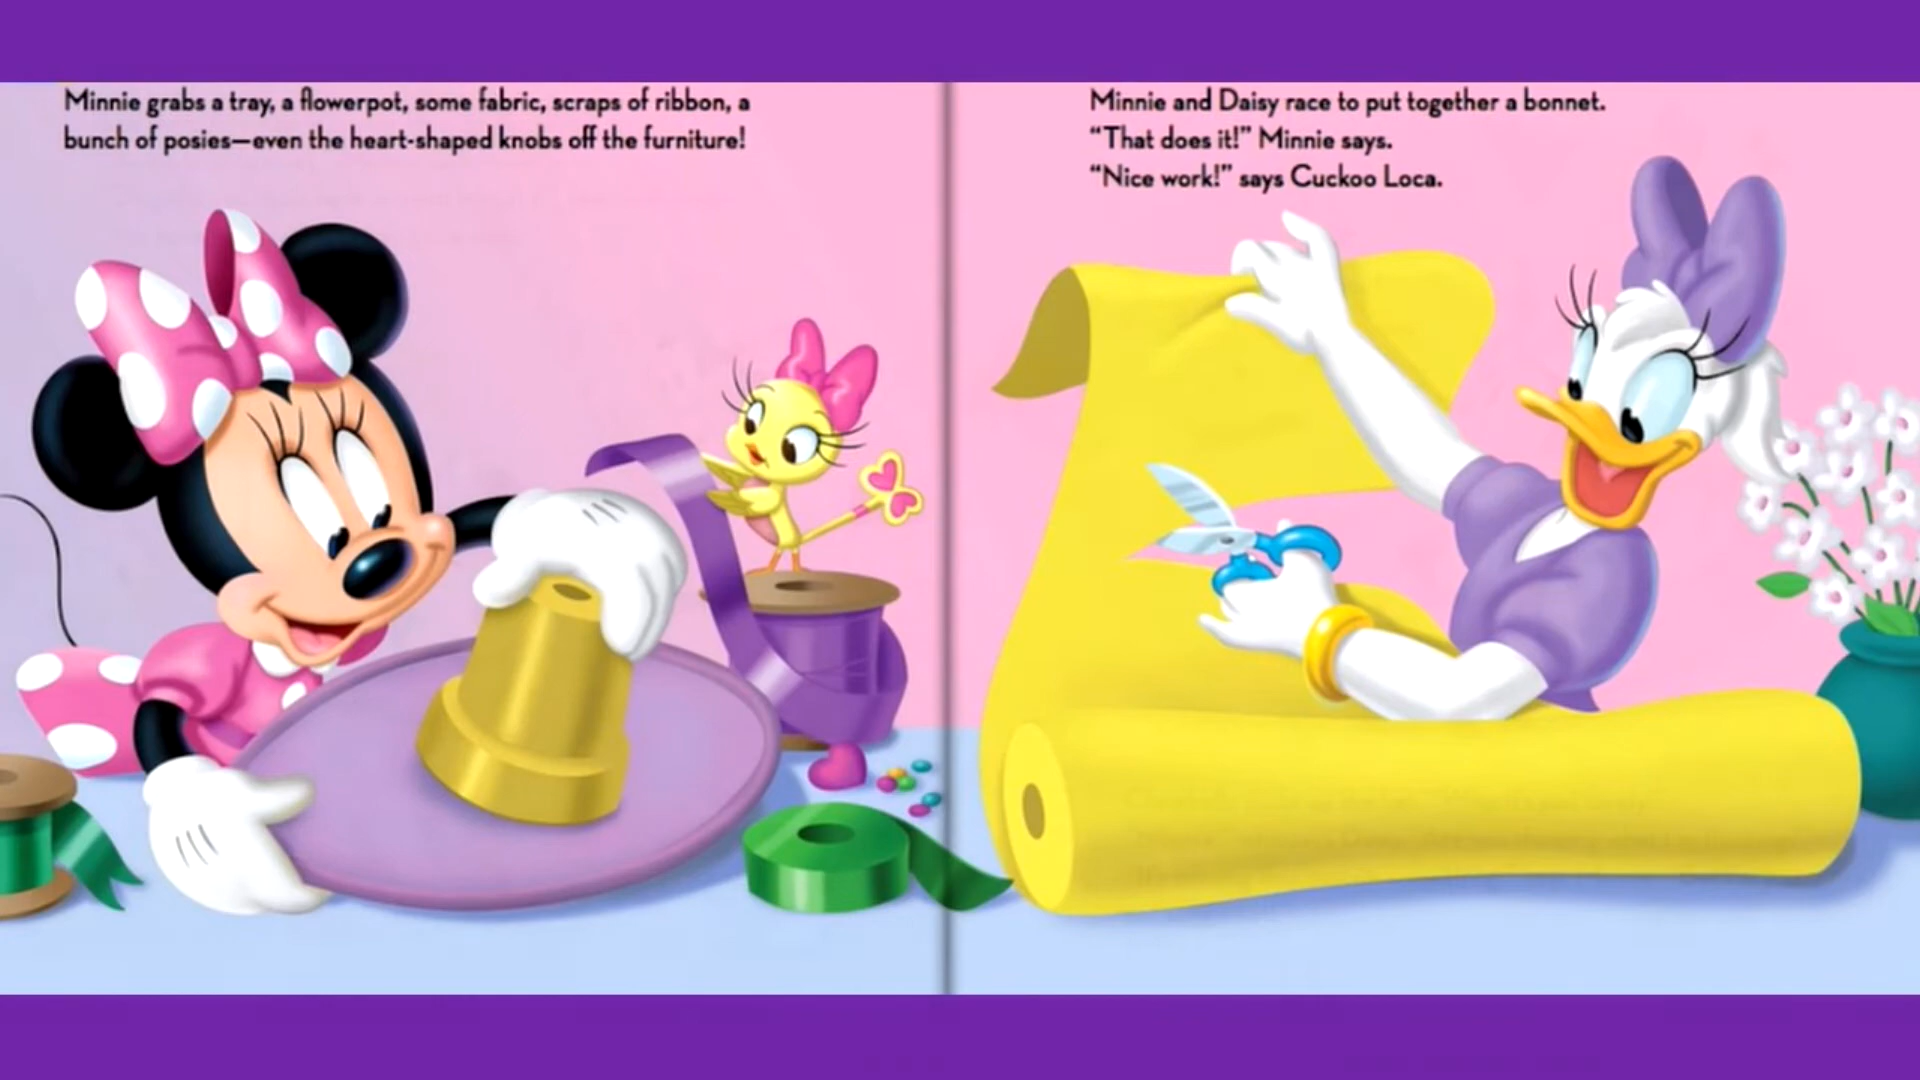 Minnie grabs a tray, a flowerpot, some fabric, scraps of ribbon, a
bunch of posies—even the heart-shaped knobs off the furniture!
Minnie and Daisy race to put together a bonnet.
“That does it!” Minnie says.
“Nice work!” says Cuckoo Loca.